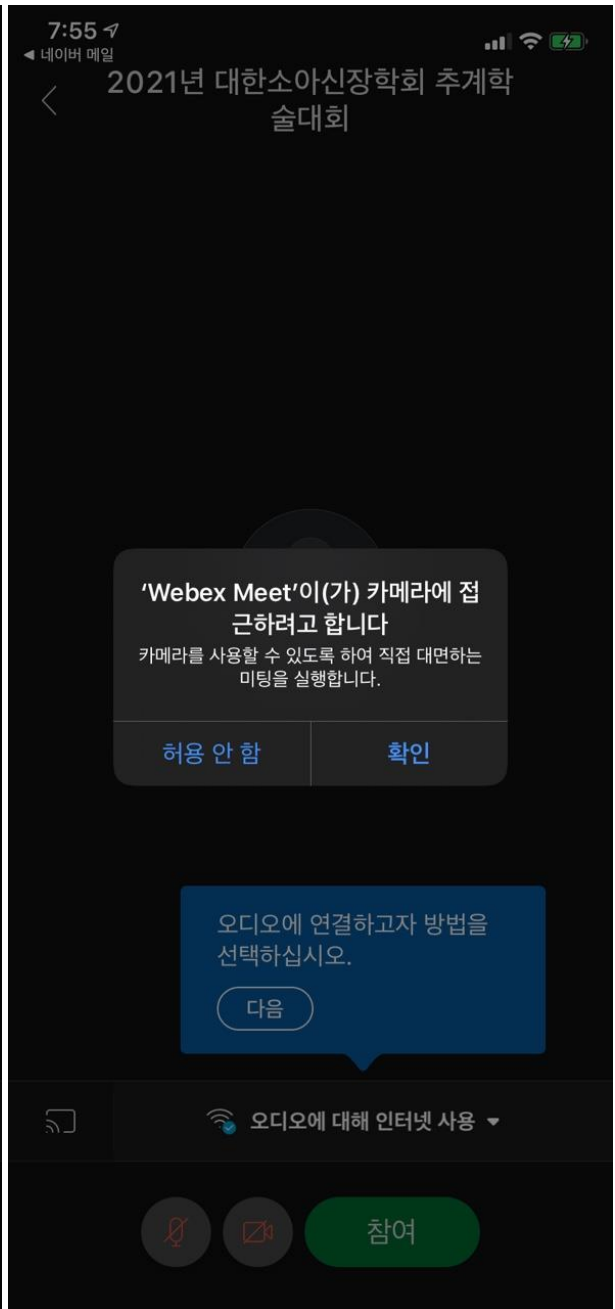 7:55
◀ 네이버 메일
2021년 대한소아신장학회 추계학
술대회
‘Webex Meet’이(가) 카메라에 접
근하려고 합니다
카메라를 사용할 수 있도록 하여 직접 대면하는
미팅을 실행합니다.
허용 안 함
확인
오디오에 연결하고자 방법을
선택하십시오.
다음
오디오에 대해 인터넷 사용
참여